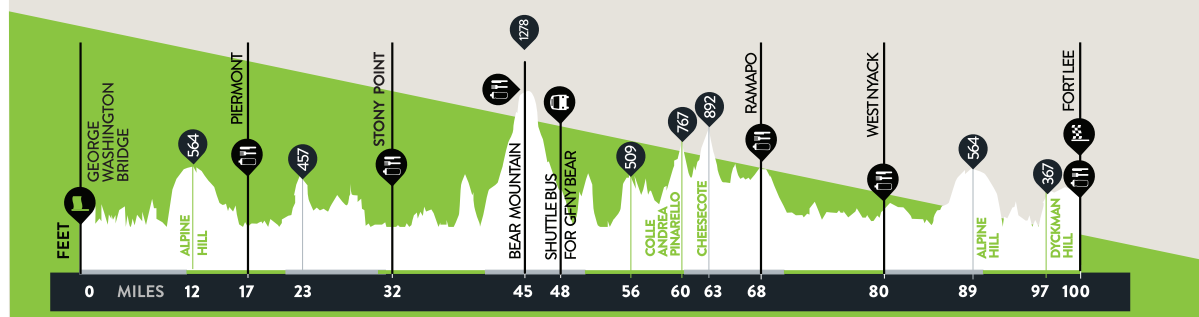 FEET
GEORGE
WASHINGTON
BRIDGE
564
ALPINE
HILL
PIERMONT
457
STONY POINT
1278
BEAR MOUNTAIN
SHUTTLE BUS
FOR GFNY BEAR
509
COLLE
ANDREA
PINARELLO
767
CHEESECOTE
892
RAMAPO
WEST NYACK
564
ALPINE
HILL
367
DYCKMAN
HILL
FORT LEE
0 MILES 12 17 23 32 45 48 56 60 63 68 80 89 97 100